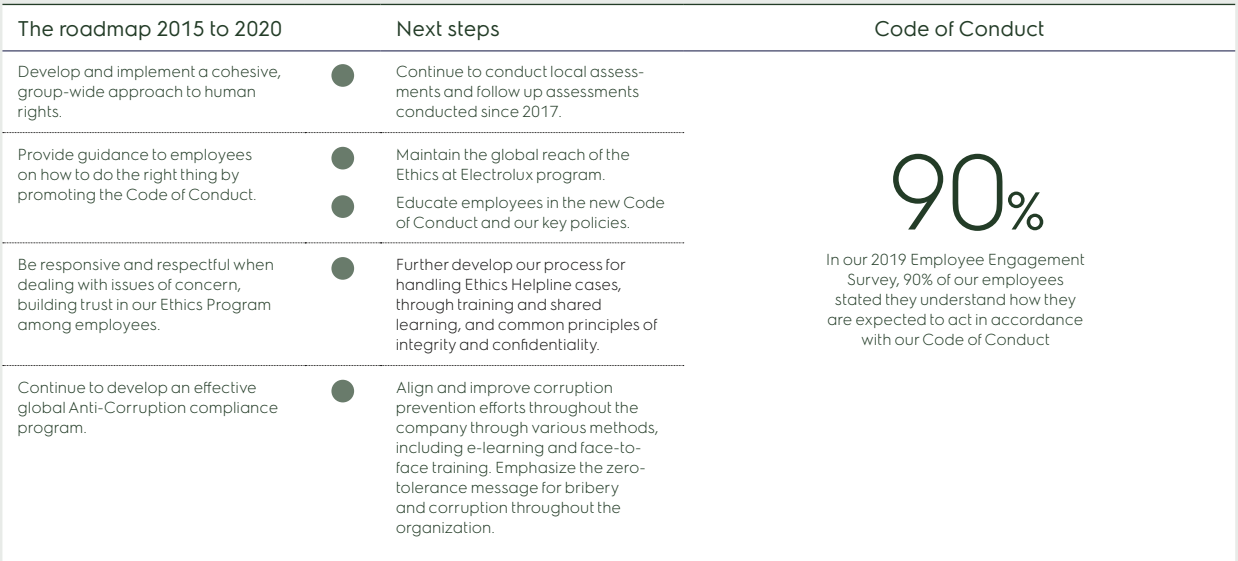 The roadmap 2015 to 2020
Next steps
Code of Conduct
Develop and implement a cohesive,
group-wide approach to human
rights.
Continue to conduct local assess-
ments and follow up assessments
conducted since 2017.
Provide guidance to employees
on how to do the right thing by
promoting the Code of Conduct.
Maintain the global reach of the
Ethics at Electrolux program.
Educate employees in the new Code
of Conduct and our key policies.
Be responsive and respectful when
dealing with issues of concern,
building trust in our Ethics Program
among employees.
Further develop our process for
handling Ethics Helpline cases,
through training and shared
learning, and common principles of
integrity and confidentiality.
Continue to develop an effective
global Anti-Corruption compliance
program.
Align and improve corruption
prevention efforts throughout the
company through various methods,
including e-learning and face-to-
face training. Emphasize the zero-
tolerance message for bribery
and corruption throughout the
organization.
90%
In our 2019 Employee Engagement
Survey, 90% of our employees
stated they understand how they
are expected to act in accordance
with our Code of Conduct